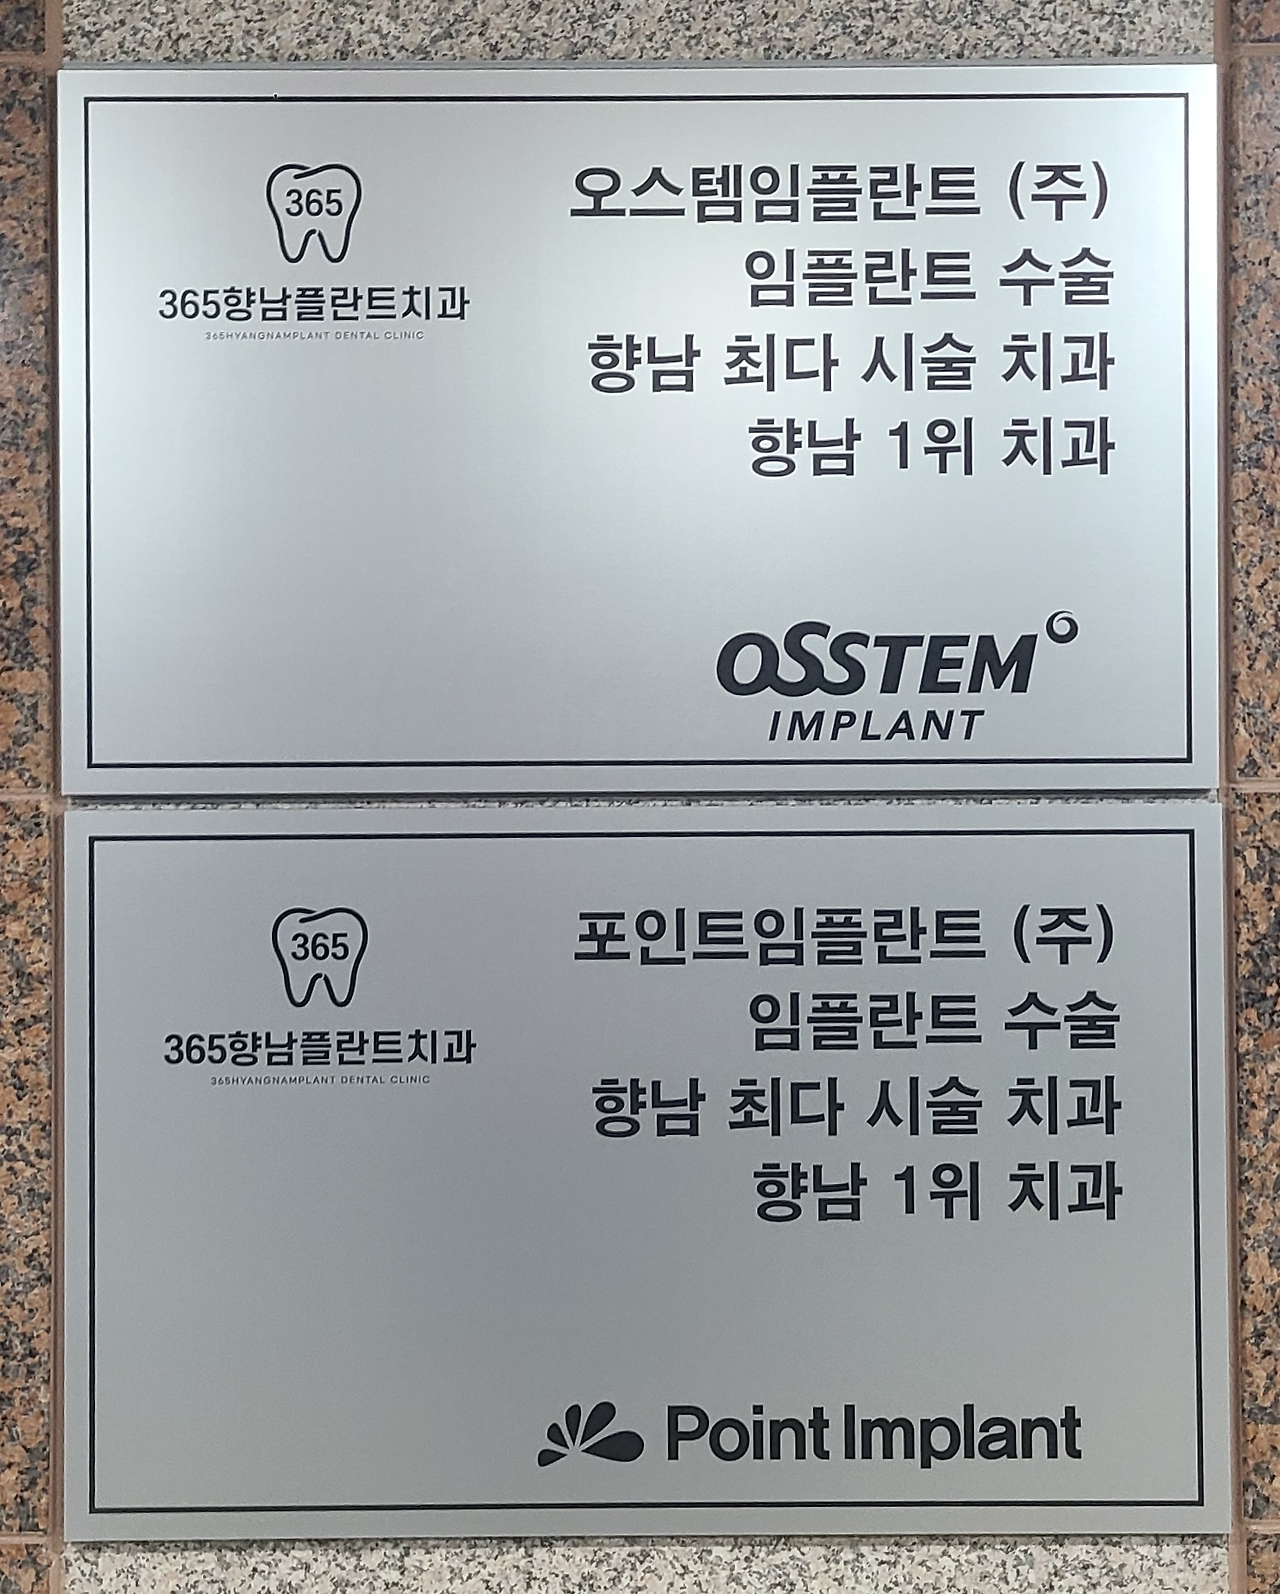 365
365향남플란트치과
365HYANGNAMPLANT DENTAL CLINIC
오스템임플란트 (주)
임플란트 수술
향남 최다 시술 치과
향남 1위 치과
OSSTEM
IMPLANT
365
365향남플란트치과
365HYANGNAMPLANT DENTAL CLINIC
포인트임플란트 (주)
임플란트 수술
향남 최다 시술 치과
향남 1위 치과
Point Implant